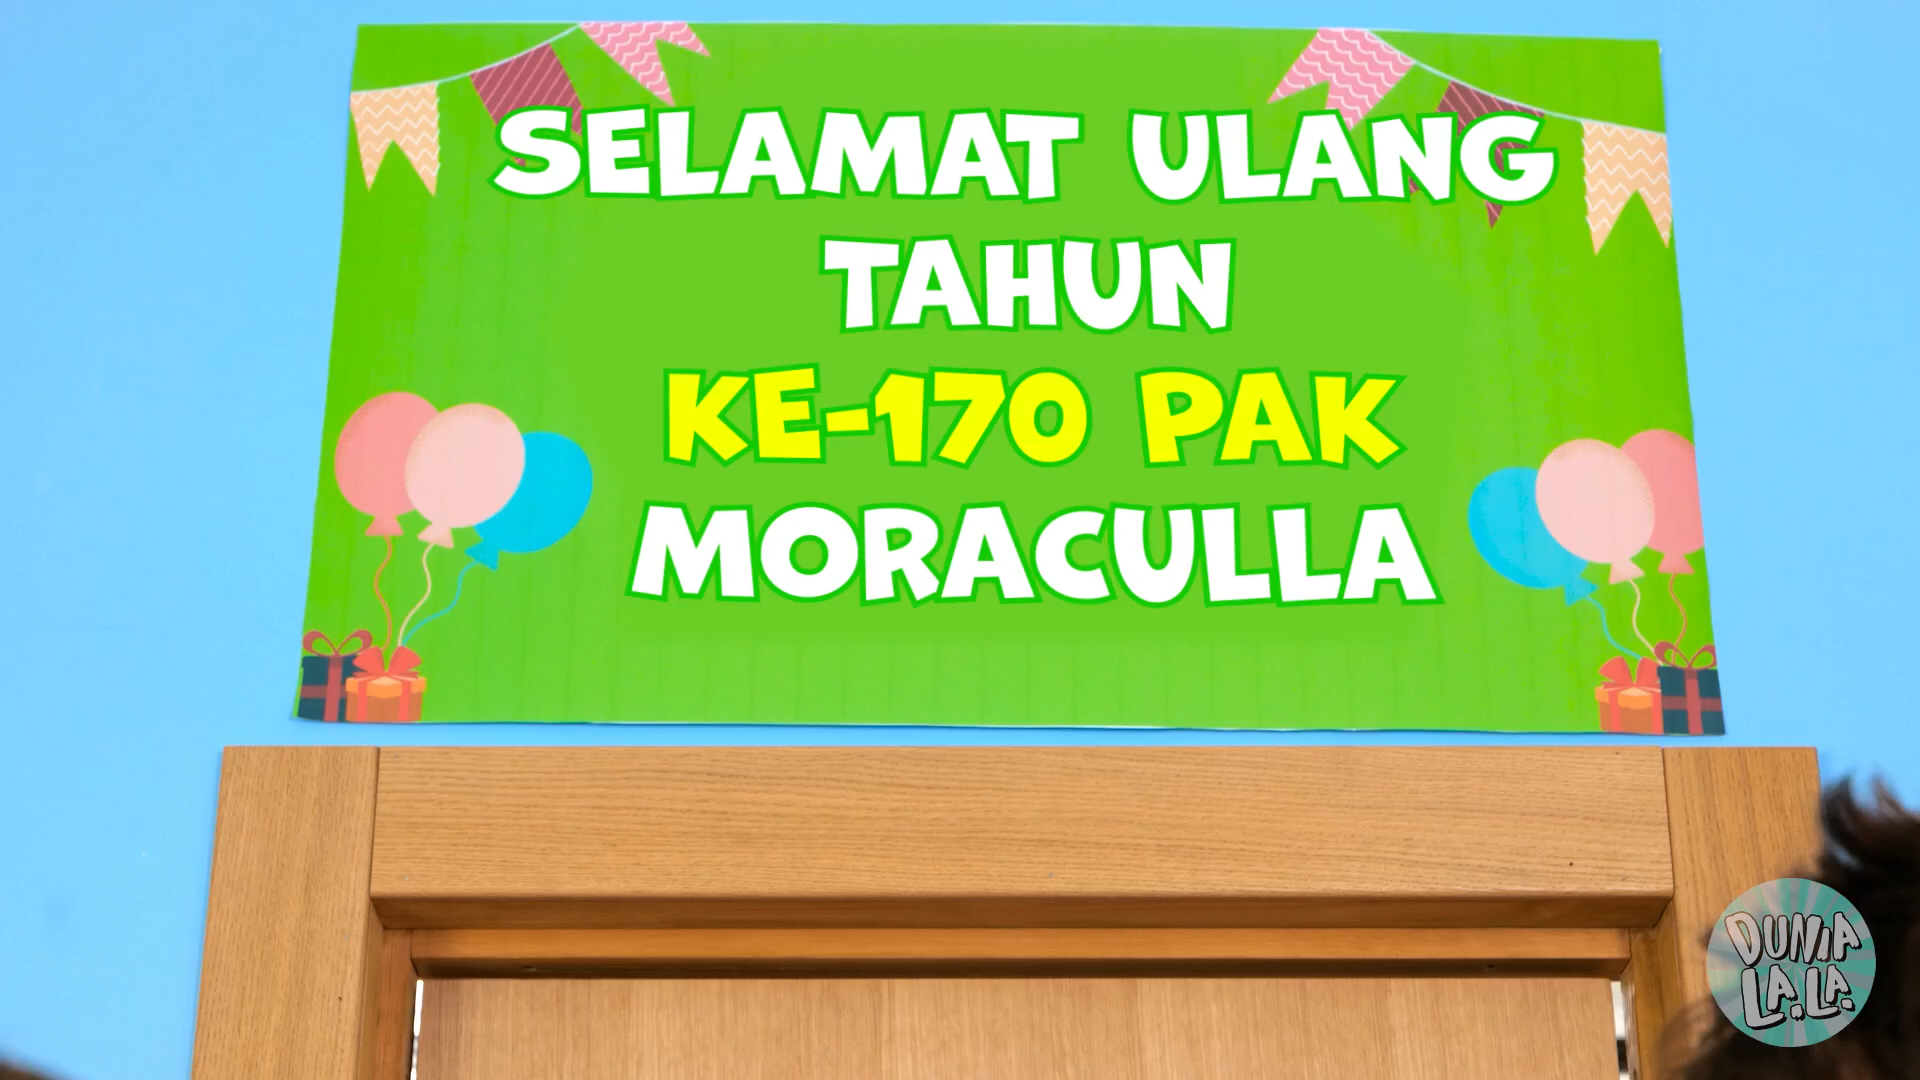 SELAMAT ULANG
TAHUN
KE-170 PAK
MORACULLA
DUNIA
LA.LA.